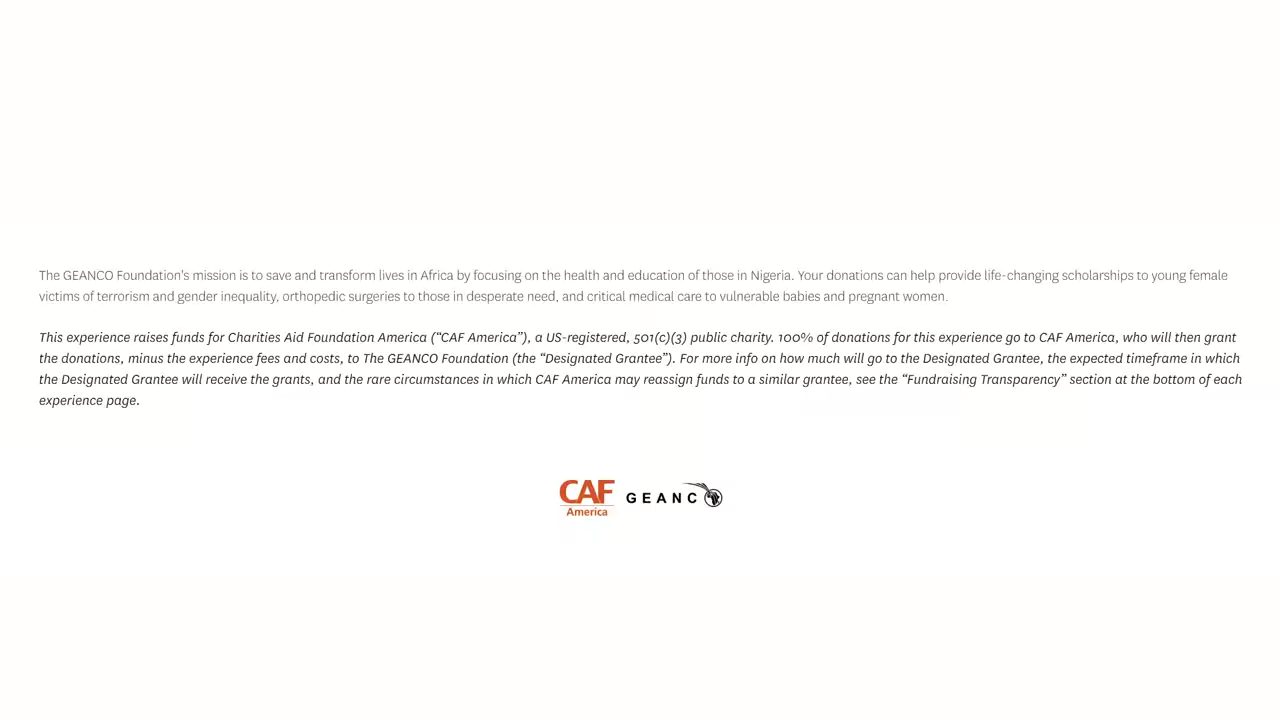 The GEANCO Foundation's mission is to save and transform lives in Africa by focusing on the health and education of those in Nigeria. Your donations can help provide life-changing scholarships to young female
victims of terrorism and gender inequality, orthopedic surgeries to those in desperate need, and critical medical care to vulnerable babies and pregnant women.
This experience raises funds for Charities Aid Foundation America (“CAF America”), a US-registered, 501(c)(3) public charity. 100% of donations for this experience go to CAF America, who will then grant
the donations, minus the experience fees and costs, to The GEANCO Foundation (the “Designated Grantee”). For more info on how much will go to the Designated Grantee, the expected timeframe in which
the Designated Grantee will receive the grants, and the rare circumstances in which CAF America may reassign funds to a similar grantee, see the “Fundraising Transparency” section at the bottom of each
experience page.
CAF
America
GEANCO